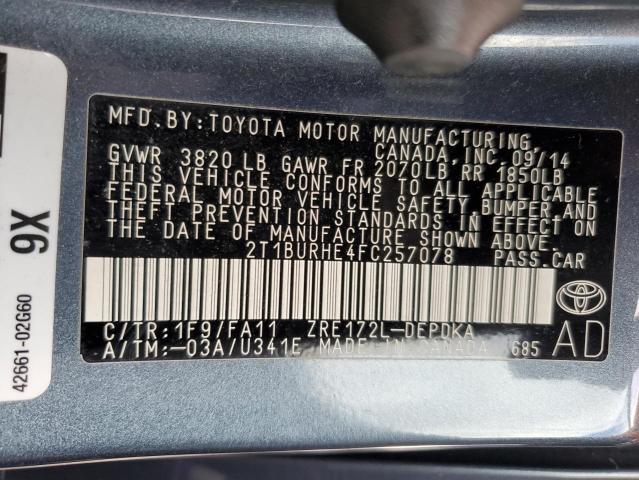 MFD.BY:TOYOTA MOTOR MANUFACTURING,
CANADA, INC. 09/14
GVWR 3820 LB GAWR FR 2070LB, RR 1850LB
THIS VEHICLE CONFORMS TO ALL APPLICABLE
FEDERAL MOTOR VEHICLE SAFETY, BUMPER, AND
THEFT PREVENTION STANDARDS IN EFFECT ON
THE DATE OF MANUFACTURE SHOWN ABOVE.
2T1BURHE4FC257078 PASS.CAR
C/TR:1F9/FA11 ZRE172L-DEPDKA
A/TM:-03A/U341E MADE IN CANADA 685
AD
9X
42661-02G60